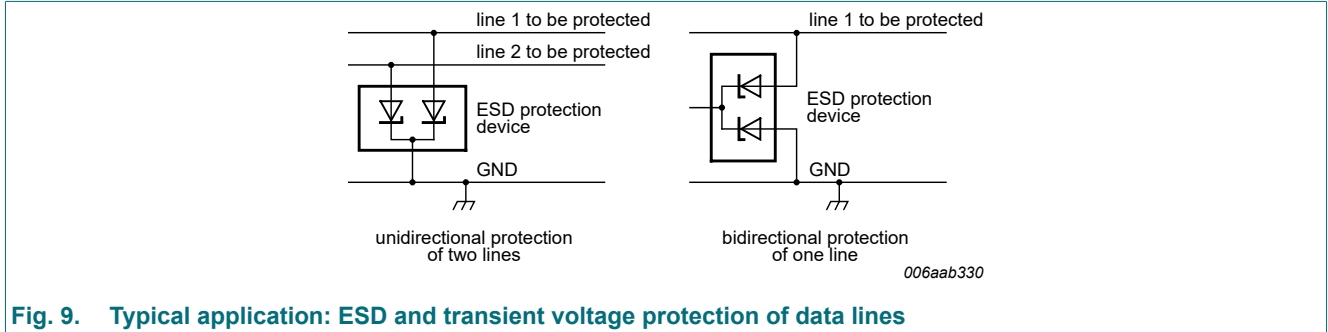 line 1 to be protected
line 2 to be protected
ESD protection
device
GND
unidirectional protection
of two lines
line 1 to be protected
ESD protection
device
GND
bidirectional protection
of one line
006aab330
Fig. 9. Typical application: ESD and transient voltage protection of data lines